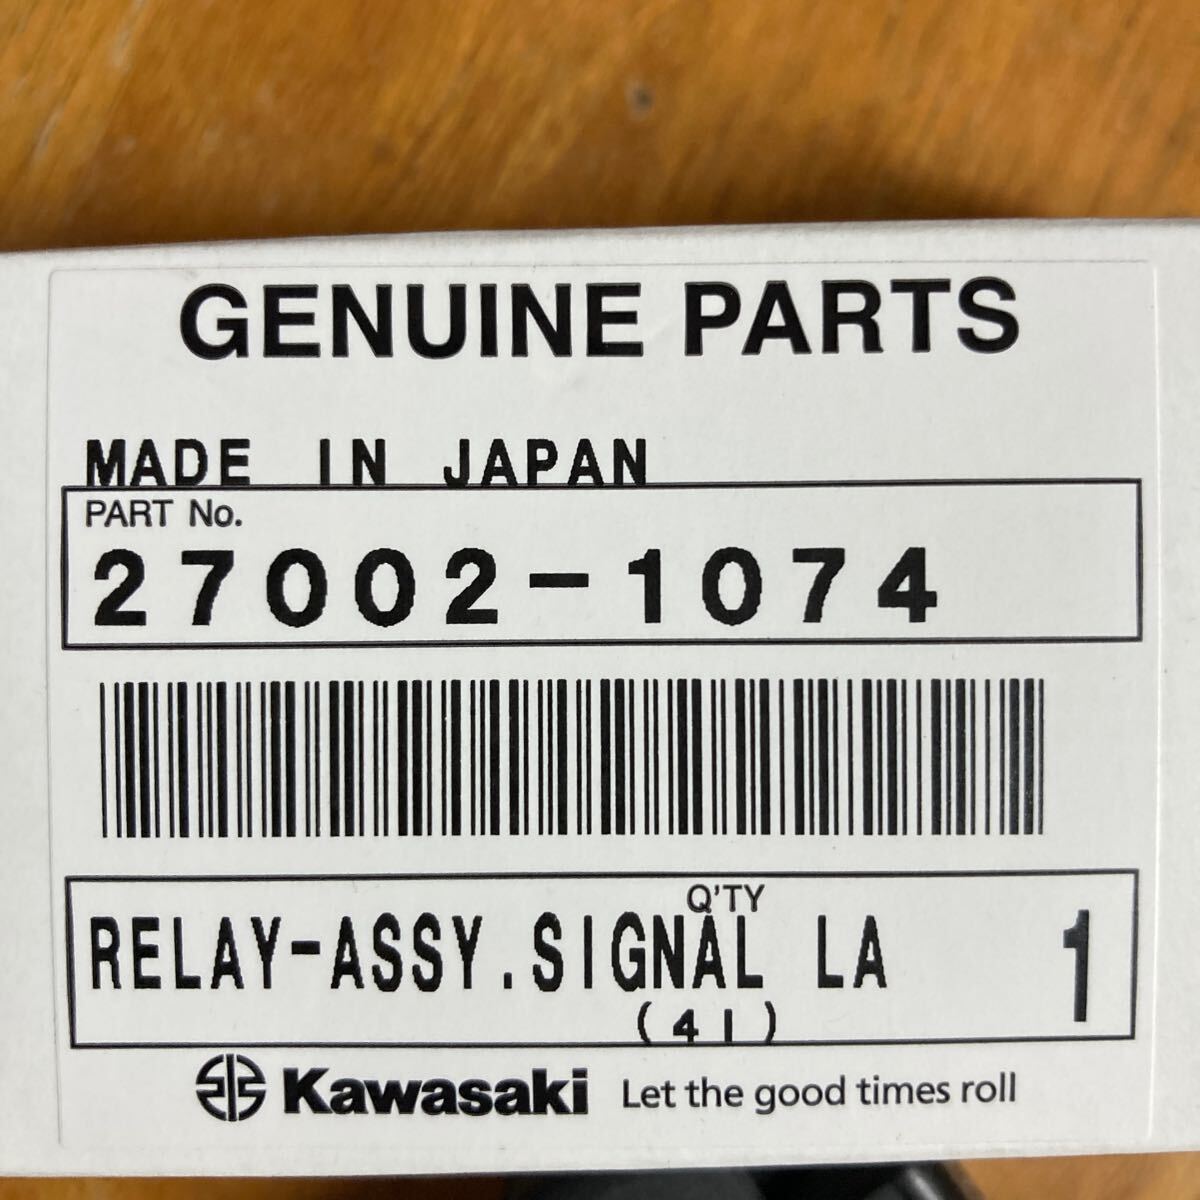 GENUINE PARTS
MADE IN JAPAN
PART No.
27002-1074
Q'TY
RELAY-ASSY.SIGNAL LA 1
(41)
Kawasaki Let the good times roll